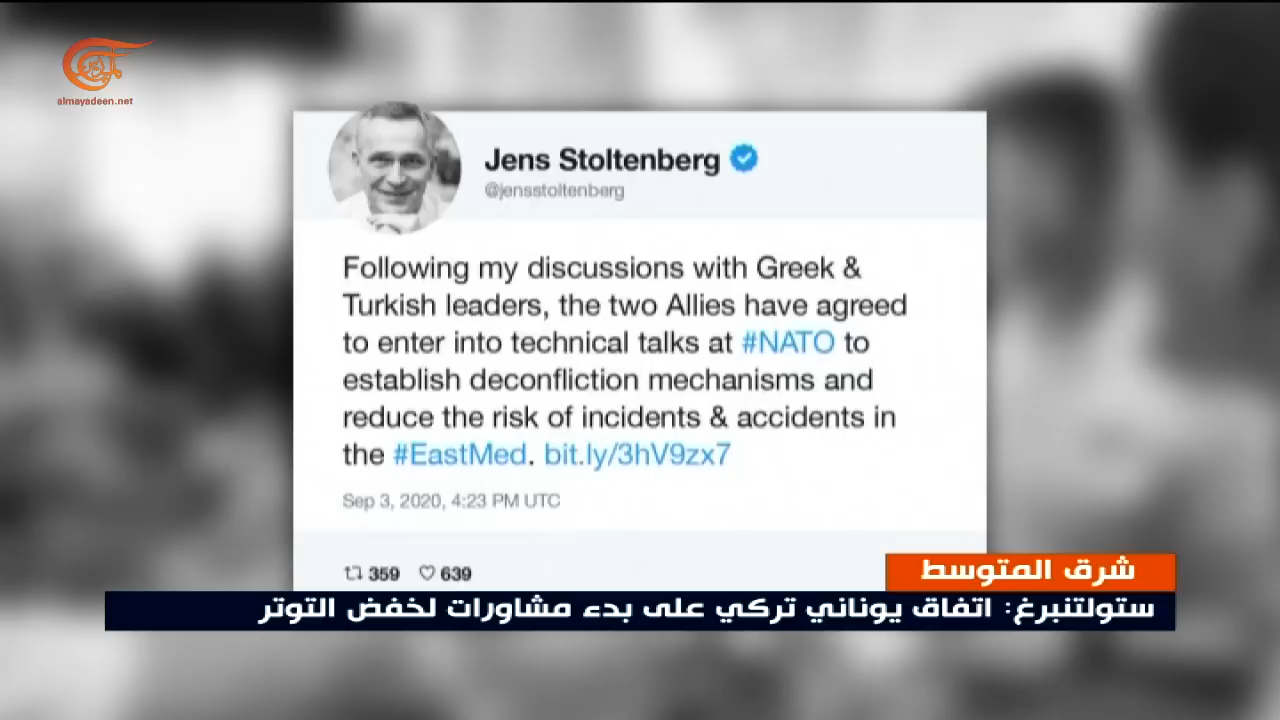 almayadeen.net
Jens Stoltenberg
@jensstoltenberg
Following my discussions with Greek &
Turkish leaders, the two Allies have agreed
to enter into technical talks at #NATO to
establish deconfliction mechanisms and
reduce the risk of incidents & accidents in
the #EastMed. bit.ly/3hV9zx7
Sep 3, 2020, 4:23 PM UTC
359 639
شرق المتوسط
ستولتنبرغ: اتفاق يوناني تركي على بدء مشاورات لخفض التوتر